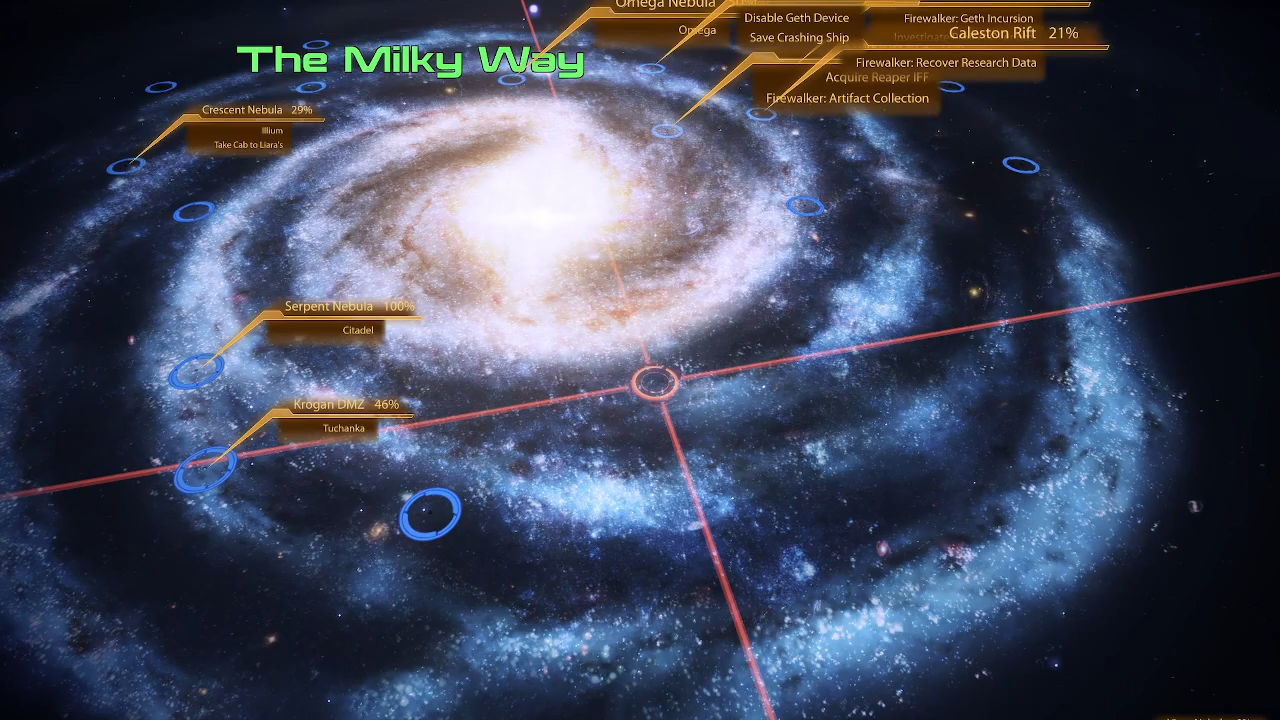 Omega Nebula
Omega
Disable Geth Device
Save Crashing Ship
Firewalker: Geth Incursion
Investigate
Caleston Rift 21%
Firewalker: Recover Research Data
Acquire Reaper IFF
Firewalker: Artifact Collection
The Milky Way
Crescent Nebula 29%
Illium
Take Cab to Liara's
Serpent Nebula 100%
Citadel
Krogan DMZ 46%
Tuchanka